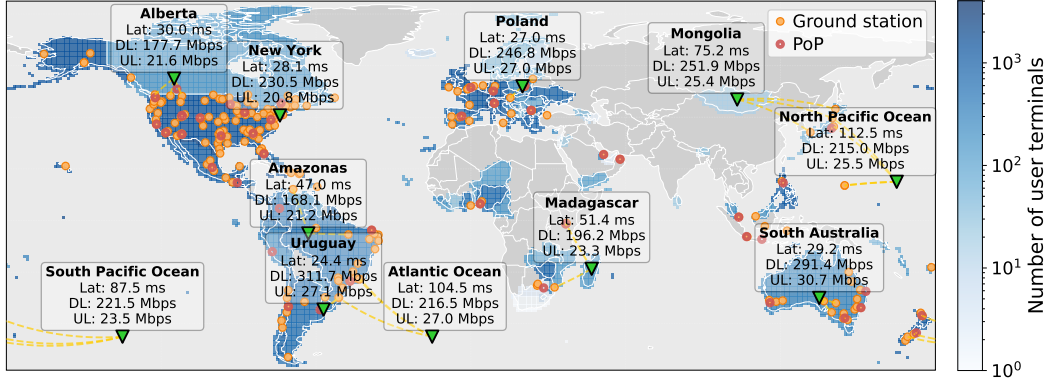 Alberta
Lat: 30.0 ms
DL: 177.7 Mbps
UL: 21.6 Mbps
New York
Lat: 28.1 ms
DL: 230.5 Mbps
UL: 20.8 Mbps
Poland
Lat: 27.0 ms
DL: 246.8 Mbps
UL: 27.0 Mbps
Mongolia
Lat: 75.2 ms
DL: 251.9 Mbps
UL: 25.4 Mbps
Ground station
PoP
North Pacific Ocean
Lat: 112.5 ms
DL: 215.0 Mbps
UL: 25.5 Mbps
Amazonas
Lat: 47.0 ms
DL: 168.1 Mbps
UL: 21.2 Mbps
Madagascar
Lat: 51.4 ms
DL: 196.2 Mbps
UL: 23.3 Mbps
Uruguay
Lat: 24.4 ms
DL: 311.7 Mbps
UL: 27.1 Mbps
South Australia
Lat: 29.2 ms
DL: 291.4 Mbps
UL: 30.7 Mbps
South Pacific Ocean
Lat: 87.5 ms
DL: 221.5 Mbps
UL: 23.5 Mbps
Atlantic Ocean
Lat: 104.5 ms
DL: 216.5 Mbps
UL: 27.0 Mbps
10³
10²
10¹
10⁰
Number of user terminals